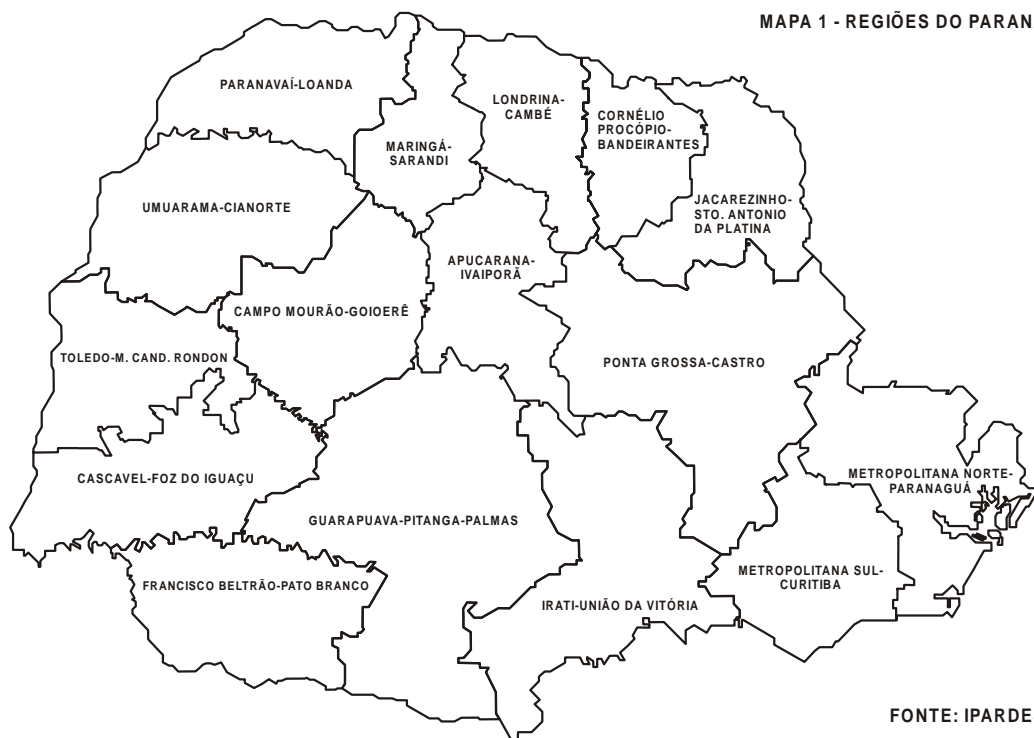 MAPA 1 - REGIÕES DO PARAN
PARANAVAÍ-LOANDA
LONDRINA-
CAMBÉ
CORNÉLIO
PROCÓPIO-
BANDEIRANTES
MARINGÁ-
SARANDI
JACAREZINHO-
STO. ANTONIO
DA PLATINA
UMUARAMA-CIANORTE
APUCARANA-
IVAIPORÃ
CAMPO MOURÃO-GOIOERÊ
TOLEDO-M. CAND. RONDON
PONTA GROSSA-CASTRO
CASCAVEL-FOZ DO IGUAÇU
METROPOLITANA NORTE-
PARANAGUÁ
GUARAPUAVA-PITANGA-PALMAS
METROPOLITANA SUL-
CURITIBA
FRANCISCO BELTRÃO-PATO BRANCO
IRATI-UNIÃO DA VITÓRIA
FONTE: IPARDE